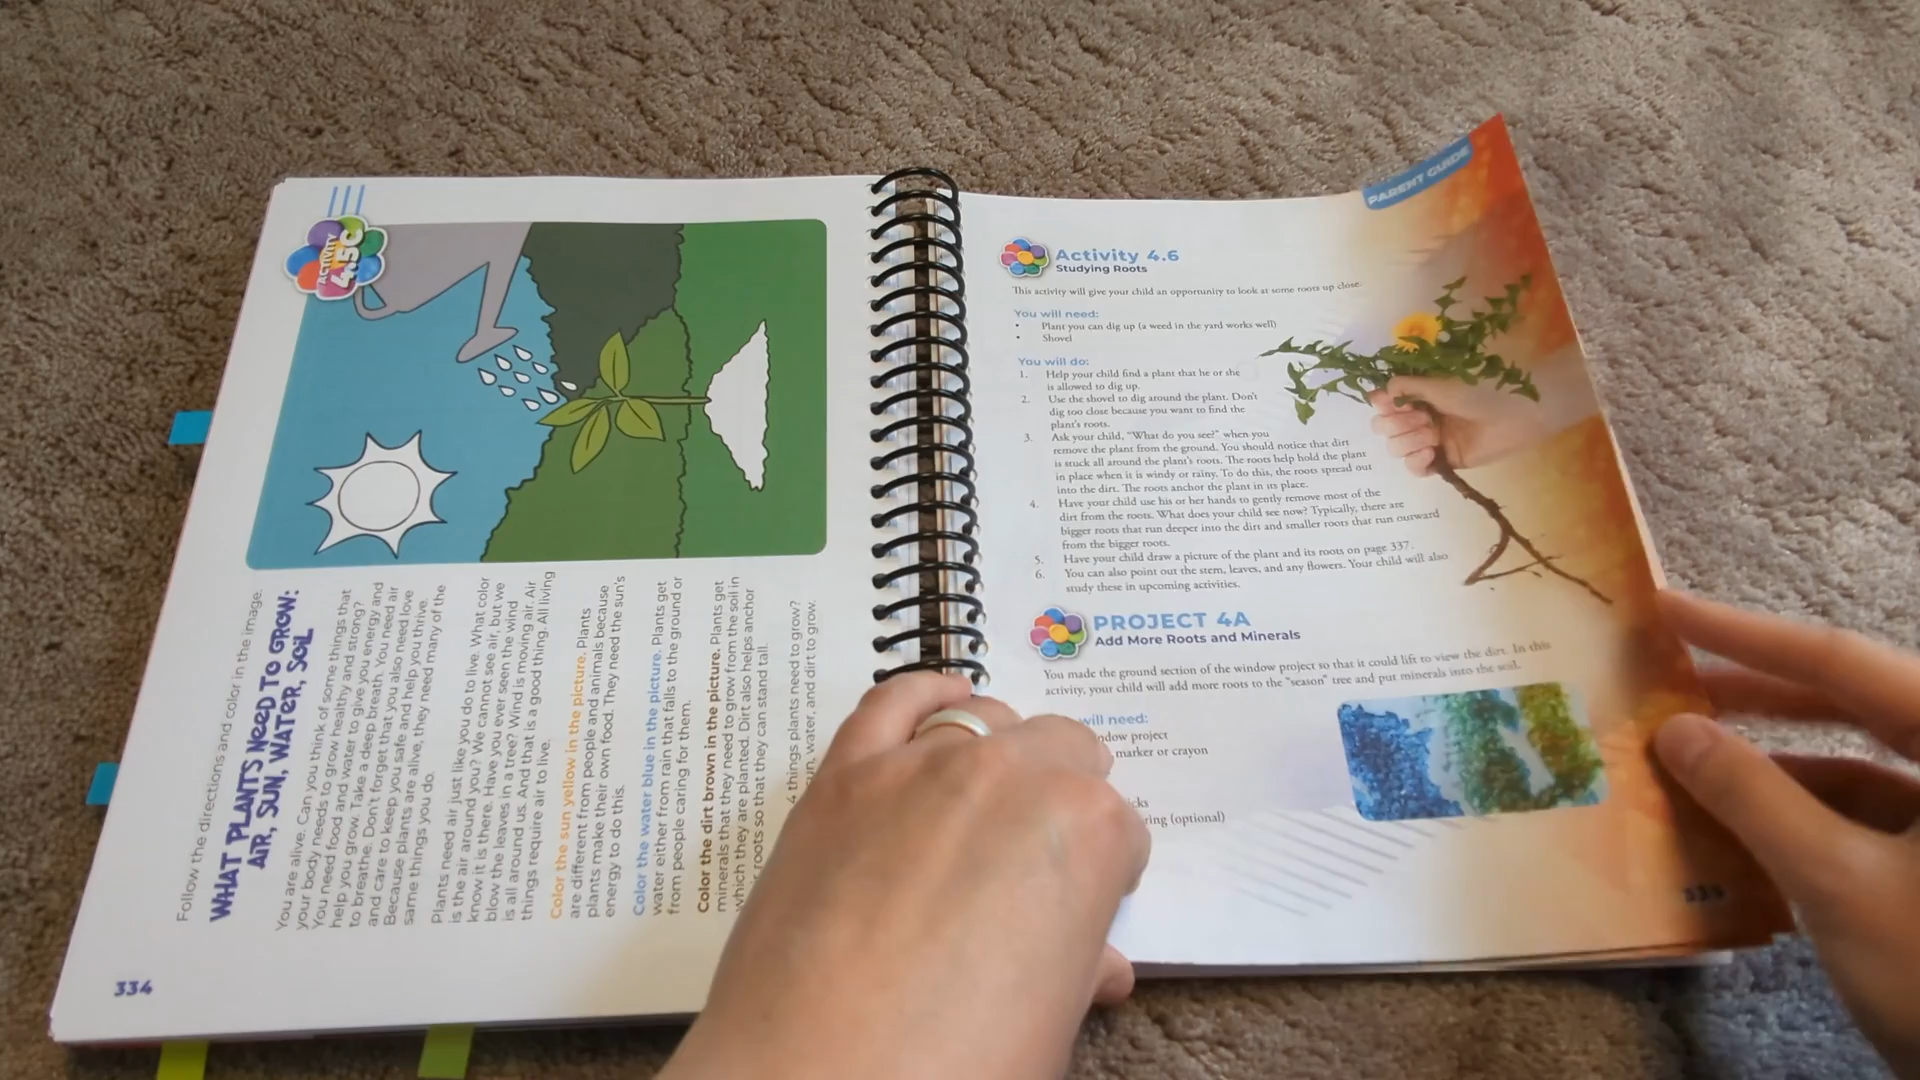 ACTIVITY
4.5C
Follow the directions and color in the image.
WHAT PLANTS NEED TO GROW:
AIR, SUN, WATER, SOIL
You are alive. Can you think of some things that
your body needs to grow healthy and strong?
You need food and water to give you energy and
help you grow. Take a deep breath. You need air
to breathe. Don't forget that you also need love
and care to keep you safe and help you thrive.
Because plants are alive, they need many of the
same things you do.
Plants need air just like you do to live. What color
is the air around you? We cannot see air, but we
know it is there. Have you ever seen the wind
blow the leaves in a tree? Wind is moving air. Air
is all around us. And that is a good thing. All living
things require air to live.
Color the sun yellow in the picture. Plants
are different from people and animals because
plants make their own food. They need the sun's
energy to do this.
Color the water blue in the picture. Plants get
water either from rain that falls to the ground or
from people caring for them.
Color the dirt brown in the picture. Plants get
minerals that they need to grow from the soil in
which they are planted. Dirt also helps anchor
roots so that they can stand tall.
4 things plants need to grow?
sun, water, and dirt to grow.
334
PARENT GUIDE
Activity 4.6
Studying Roots
This activity will give your child an opportunity to look at some roots up close.
You will need:
• Plant you can dig up (a weed in the yard works well)
• Shovel
You will do:
1. Help your child find a plant that he or she
is allowed to dig up.
2. Use the shovel to dig around the plant. Don't
dig too close because you want to find the
plant's roots.
3. Ask your child, "What do you see?" when you
remove the plant from the ground. You should notice that dirt
is stuck all around the plant's roots. The roots help hold the plant
in place when it is windy or rainy. To do this, the roots spread out
into the dirt. The roots anchor the plant in its place.
4. Have your child use his or her hands to gently remove most of the
dirt from the roots. What does your child see now? Typically, there are
bigger roots that run deeper into the dirt and smaller roots that run outward
from the bigger roots.
5. Have your child draw a picture of the plant and its roots on page 337.
6. You can also point out the stem, leaves, and any flowers. Your child will also
study these in upcoming activities.
PROJECT 4A
Add More Roots and Minerals
You made the ground section of the window project so that it could lift to view the dirt. In this
activity, your child will add more roots to the "season" tree and put minerals into the soil.
will need:
marker or crayon
(optional)
335